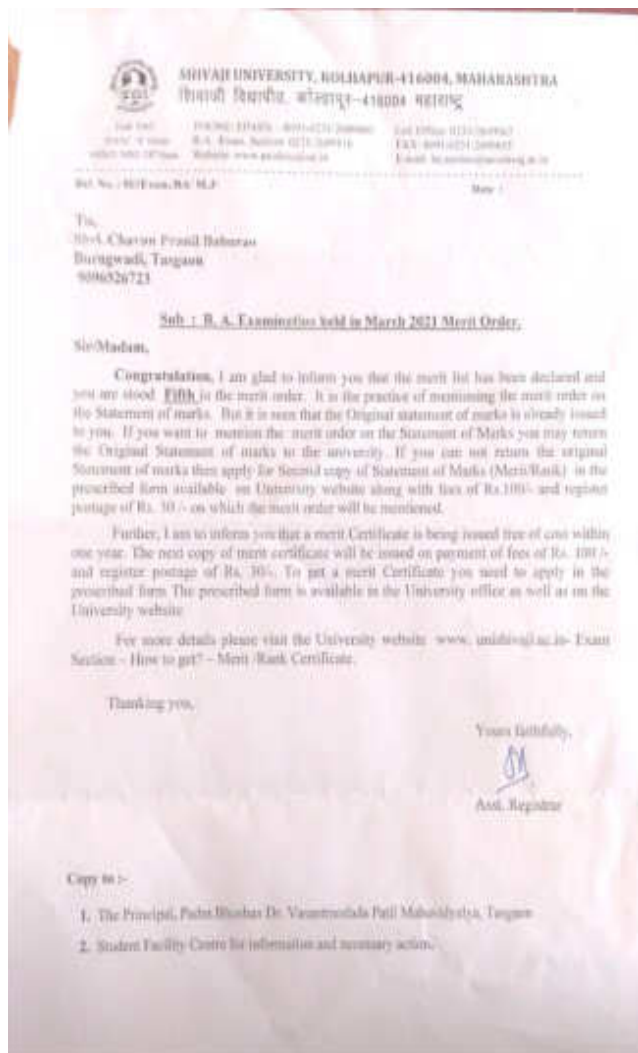 SHIVAJI UNIVERSITY, KOLHAPUR-416004, MAHARASHTRA
शिवाजी विद्यापीठ, कोल्हापूर-416004 महाराष्ट्र
Date :
To,
Chavan Pranil Baburao
Turagwadi, Tasgaon
9096526723
Sub : B. A. Examination held in March 2021 Merit Order.
Sir/Madam,
Congratulation, I am glad to inform you that the merit list has been declared and
you are stood Fifth in the merit order. It is the practice of mentioning the merit order on
the Statement of marks. But it is seen that the Original statement of marks is already issued
to you. If you want to mention the merit order on the Statement of Marks you may return
the Original Statement of marks to the university. If you can not return the original
Statement of marks then apply for Second copy of Statement of Marks (Merit/Rank) in the
prescribed form available on University website along with fees of Rs.100/- and register
postage of Rs. 30/- on which the merit order will be mentioned.
Further, I am to inform you that a merit Certificate is being issued free of cost within
one year. The next copy of merit certificate will be issued on payment of fees of Rs. 100/-
and register postage of Rs. 30/-. To get a merit Certificate you need to apply in the
prescribed form The prescribed form is available in the University office as well as on the
University website
For more details please visit the University website www. unishivaji.ac.in- Exam
Section - How to get? - Merit /Rank Certificate.
Thanking you,
Yours faithfully,
Asst. Registrar
Copy to :-
1. The Principal, Padm Bhushan Dr. Vasantraodada Patil Mahavidyalya, Tasgaon
2. Student Facility Centre for information and necessary action.